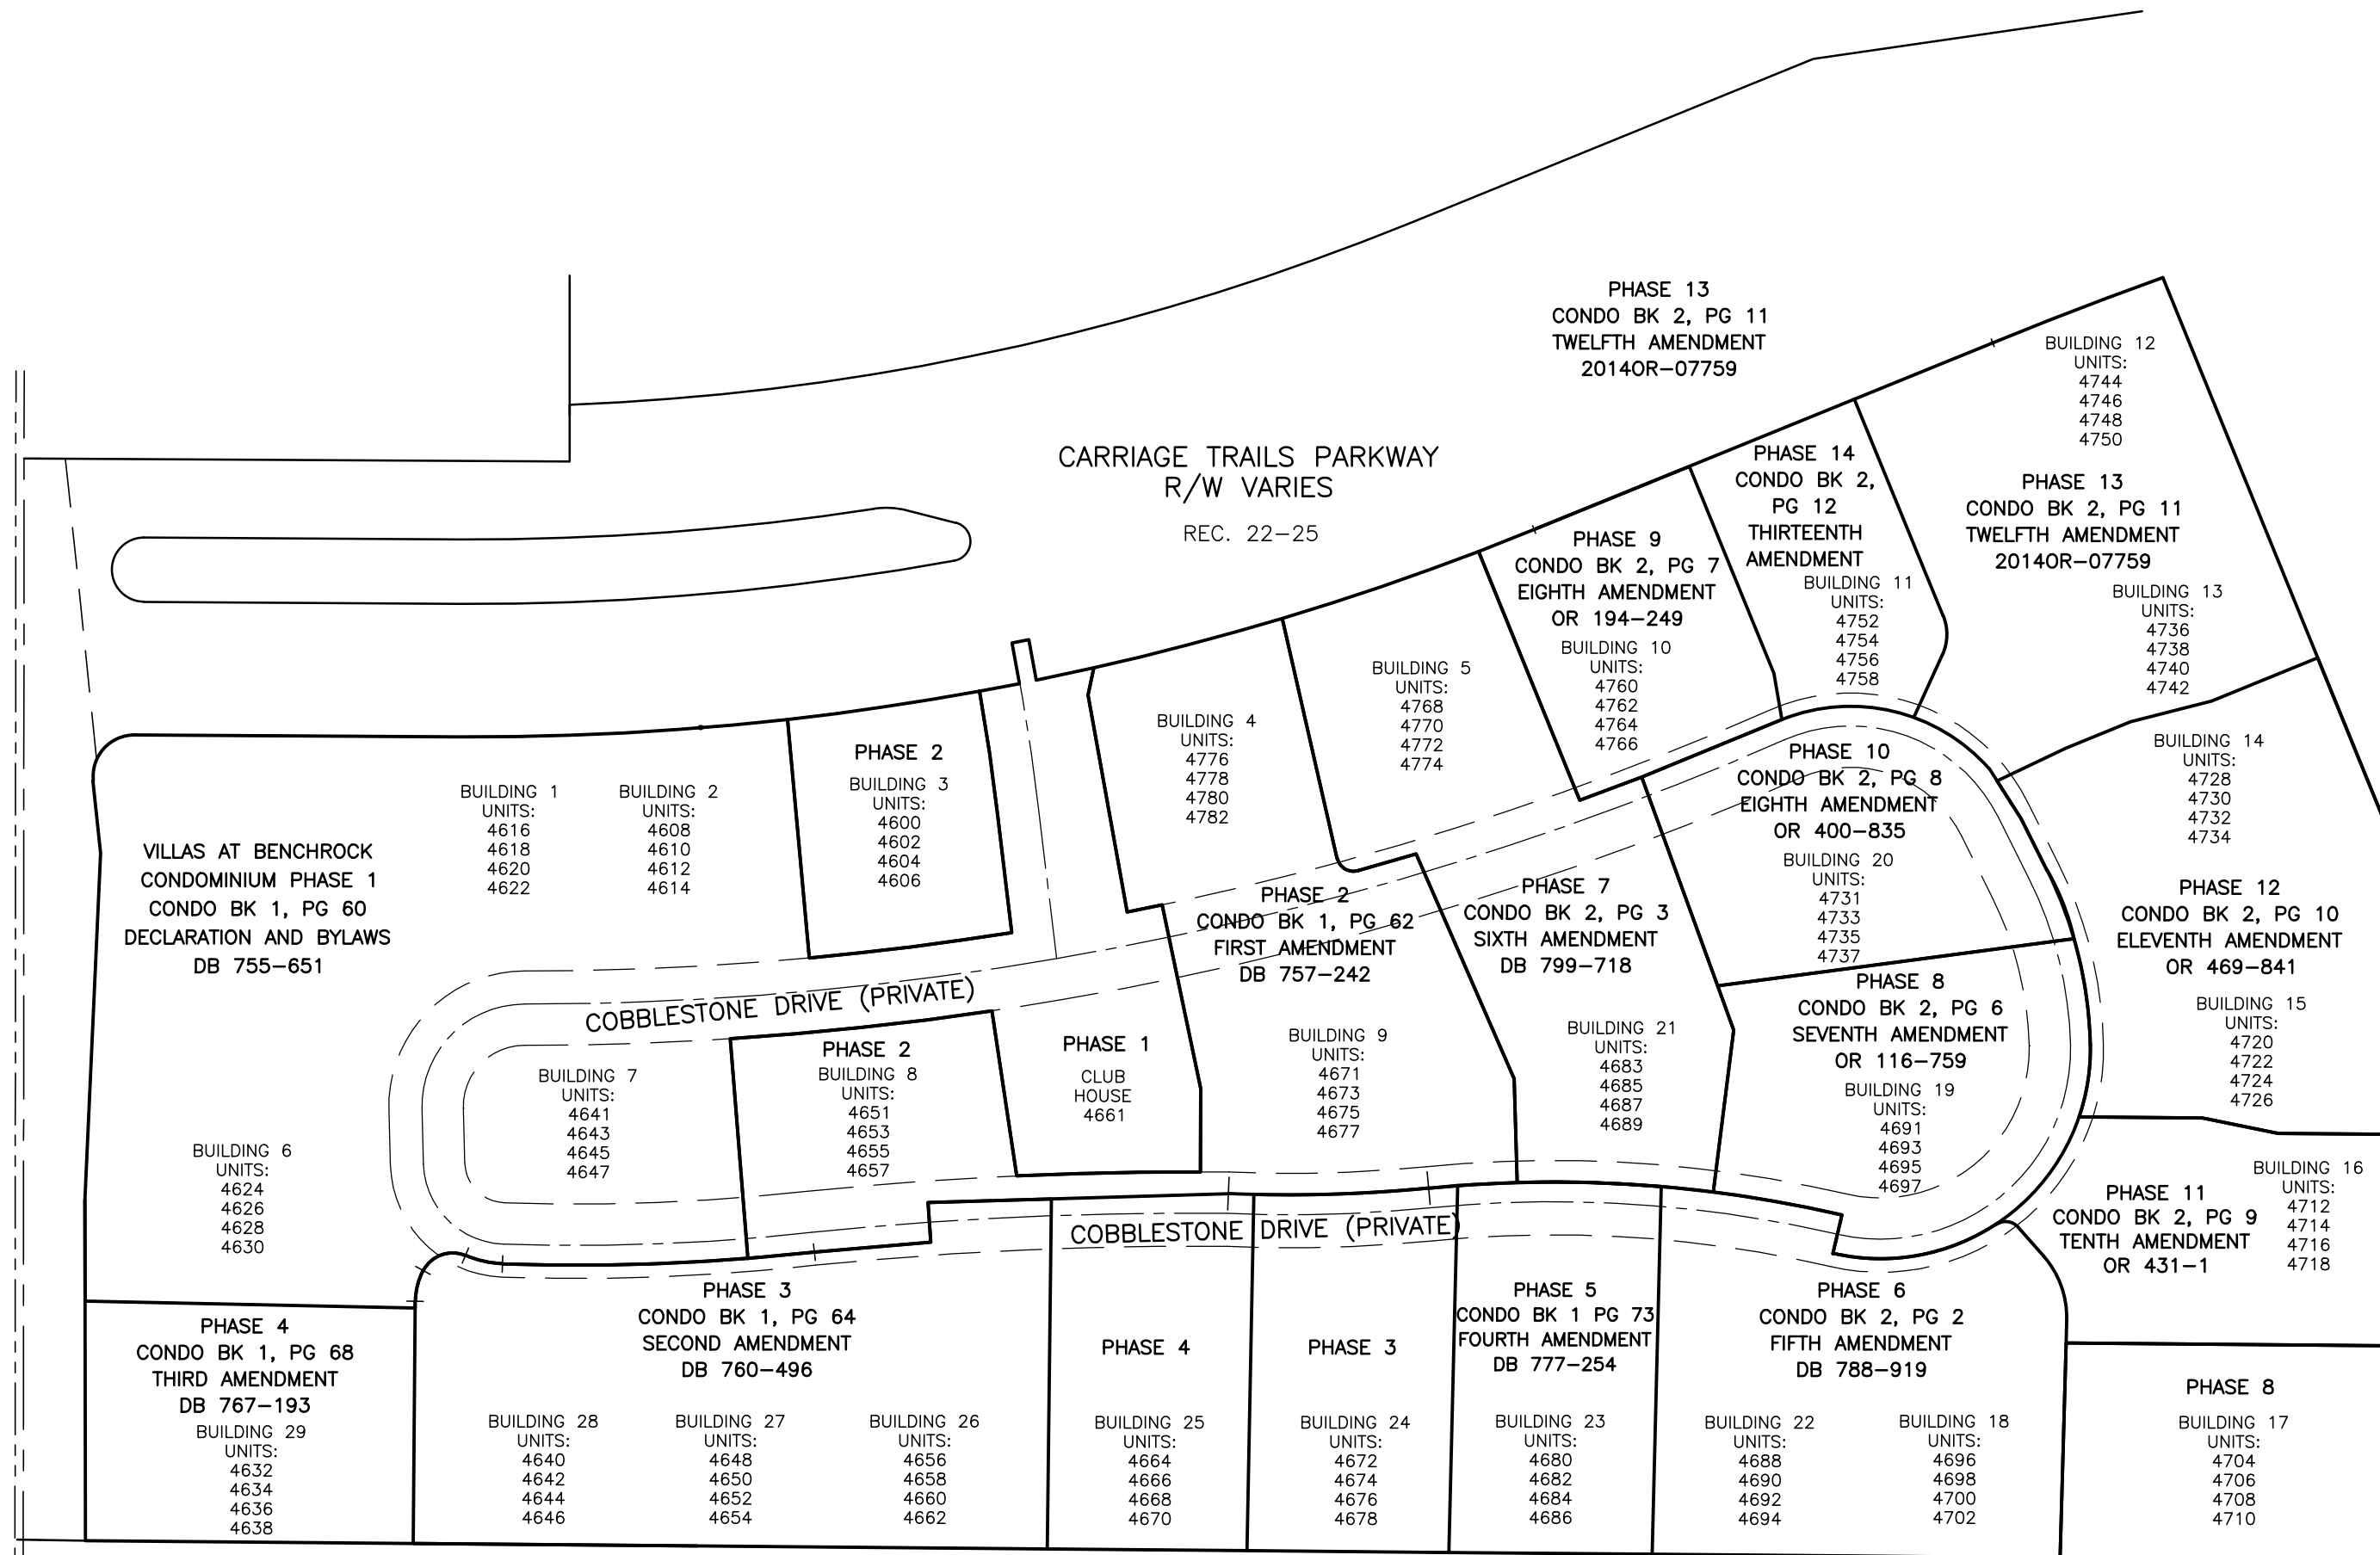 PHASE 13
CONDO BK 2, PG 11
TWELFTH AMENDMENT
2014OR-07759
CARRIAGE TRAILS PARKWAY
R/W VARIES
REC. 22-25
BUILDING 12
UNITS:
4744
4746
4748
4750
PHASE 13
CONDO BK 2, PG 11
TWELFTH AMENDMENT
2014OR-07759
BUILDING 13
UNITS:
4736
4738
4740
4742
PHASE 14
CONDO BK 2,
PG 12
THIRTEENTH
AMENDMENT
BUILDING 11
UNITS:
4752
4754
4756
4758
PHASE 9
CONDO BK 2, PG 7
EIGHTH AMENDMENT
OR 194-249
BUILDING 10
UNITS:
4760
4762
4764
4766
BUILDING 5
UNITS:
4768
4770
4772
4774
BUILDING 4
UNITS:
4776
4778
4780
4782
PHASE 2
BUILDING 3
UNITS:
4600
4602
4604
4606
BUILDING 2
UNITS:
4608
4610
4612
4614
BUILDING 1
UNITS:
4616
4618
4620
4622
VILLAS AT BENCHROCK
CONDOMINIUM PHASE 1
CONDO BK 1, PG 60
DECLARATION AND BYLAWS
DB 755-651
BUILDING 6
UNITS:
4624
4626
4628
4630
COBBLESTONE DRIVE (PRIVATE)
BUILDING 7
UNITS:
4641
4643
4645
4647
PHASE 2
BUILDING 8
UNITS:
4651
4653
4655
4657
PHASE 1
CLUB
HOUSE
4661
PHASE 2
CONDO BK 1, PG 62
FIRST AMENDMENT
DB 757-242
BUILDING 9
UNITS:
4671
4673
4675
4677
PHASE 7
CONDO BK 2, PG 3
SIXTH AMENDMENT
DB 799-718
BUILDING 21
UNITS:
4683
4685
4687
4689
PHASE 10
CONDO BK 2, PG 8
EIGHTH AMENDMENT
OR 400-835
BUILDING 20
UNITS:
4731
4733
4735
4737
PHASE 8
CONDO BK 2, PG 6
SEVENTH AMENDMENT
OR 116-759
BUILDING 19
UNITS:
4691
4693
4695
4697
BUILDING 14
UNITS:
4728
4730
4732
4734
PHASE 12
CONDO BK 2, PG 10
ELEVENTH AMENDMENT
OR 469-841
BUILDING 15
UNITS:
4720
4722
4724
4726
PHASE 11
CONDO BK 2, PG 9
TENTH AMENDMENT
OR 431-1
BUILDING 16
UNITS:
4712
4714
4716
4718
COBBLESTONE DRIVE (PRIVATE)
PHASE 4
CONDO BK 1, PG 68
THIRD AMENDMENT
DB 767-193
BUILDING 29
UNITS:
4632
4634
4636
4638
PHASE 3
CONDO BK 1, PG 64
SECOND AMENDMENT
DB 760-496
BUILDING 28
UNITS:
4640
4642
4644
4646
BUILDING 27
UNITS:
4648
4650
4652
4654
BUILDING 26
UNITS:
4656
4658
4660
4662
PHASE 4
BUILDING 25
UNITS:
4664
4666
4668
4670
PHASE 3
BUILDING 24
UNITS:
4672
4674
4676
4678
PHASE 5
CONDO BK 1 PG 73
FOURTH AMENDMENT
DB 777-254
BUILDING 23
UNITS:
4680
4682
4684
4686
PHASE 6
CONDO BK 2, PG 2
FIFTH AMENDMENT
DB 788-919
BUILDING 22
UNITS:
4688
4690
4692
4694
BUILDING 18
UNITS:
4696
4698
4700
4702
PHASE 8
BUILDING 17
UNITS:
4704
4706
4708
4710